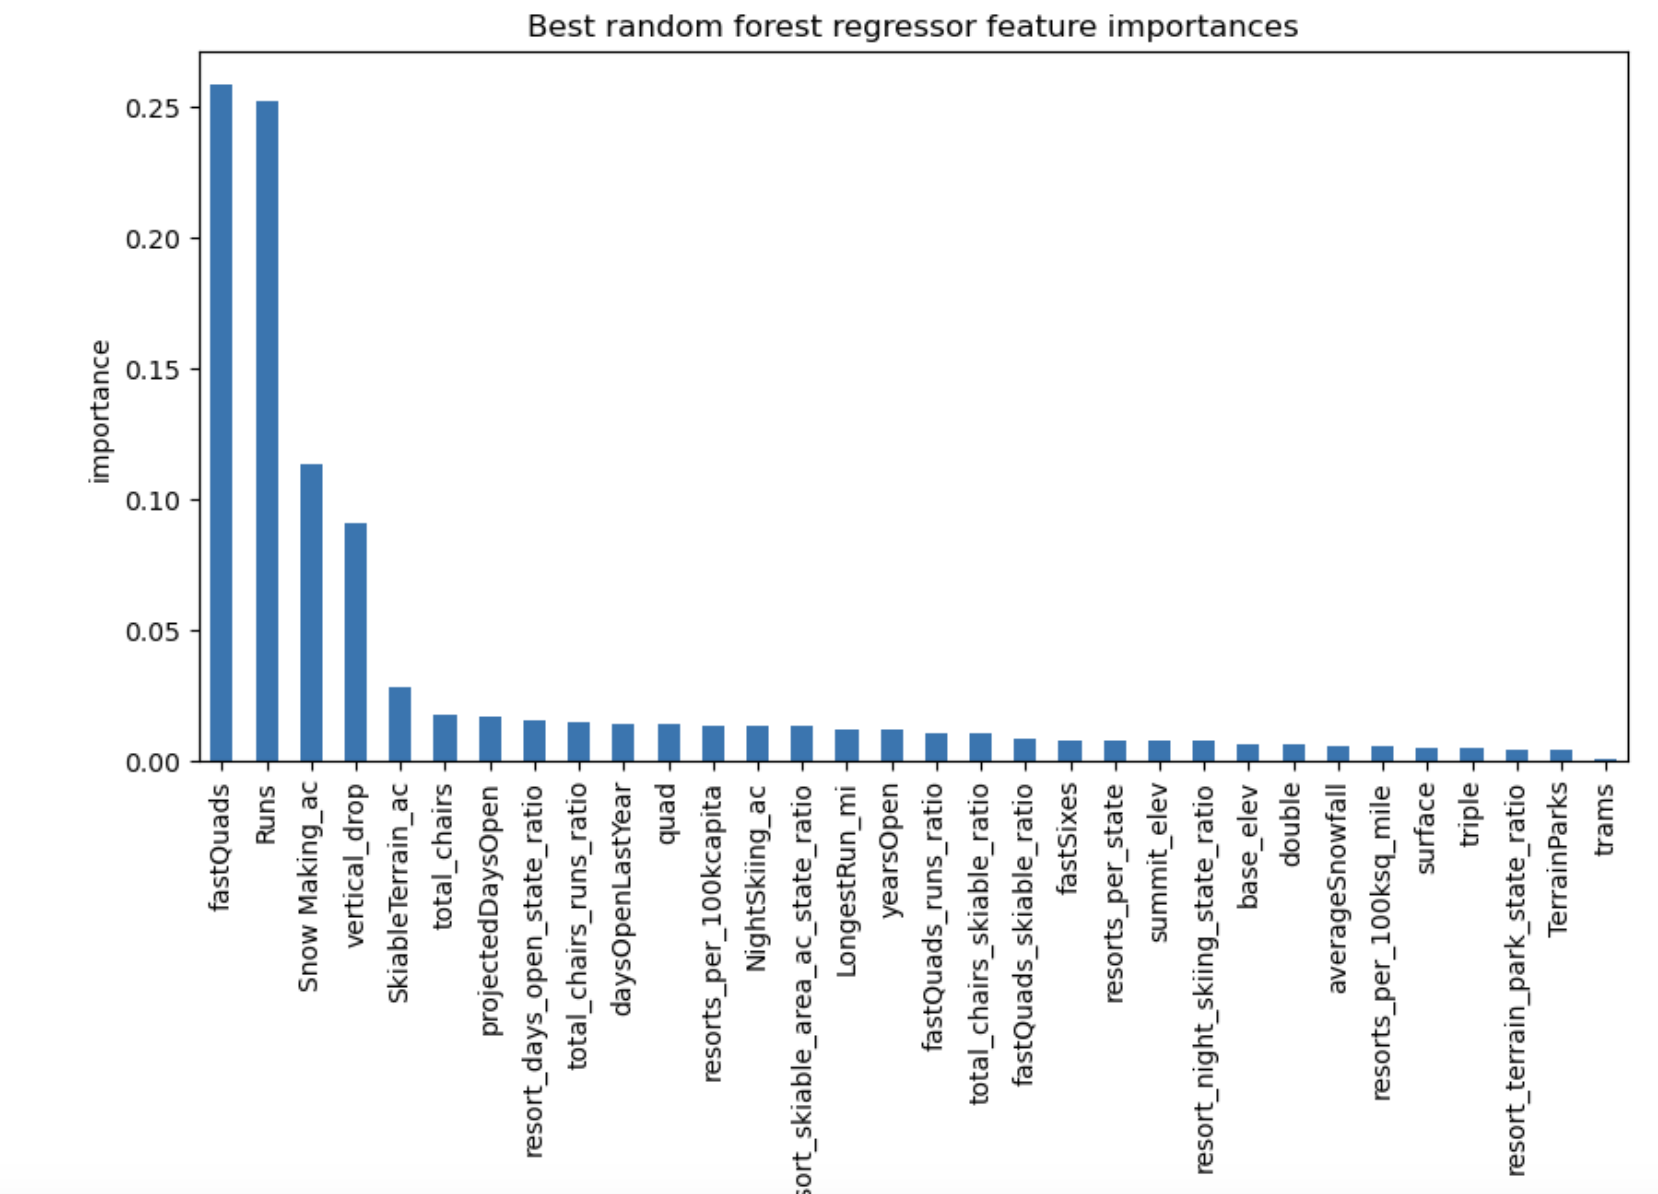 Best random forest regressor feature importances
importance
0.25
0.20
0.15
0.10
0.05
0.00
fastQuads
Runs
Snow Making_ac
vertical_drop
SkiableTerrain_ac
total_chairs
projectedDaysOpen
resort_days_open_state_ratio
total_chairs_runs_ratio
daysOpenLastYear
quad
resorts_per_100kcapita
NightSkiing_ac
sort_skiable_area_ac_state_ratio
LongestRun_mi
yearsOpen
fastQuads_runs_ratio
total_chairs_skiable_ratio
fastQuads_skiable_ratio
fastSixes
resorts_per_state
summit_elev
resort_night_skiing_state_ratio
base_elev
double
averageSnowfall
resorts_per_100ksq_mile
surface
triple
resort_terrain_park_state_ratio
TerrainParks
trams